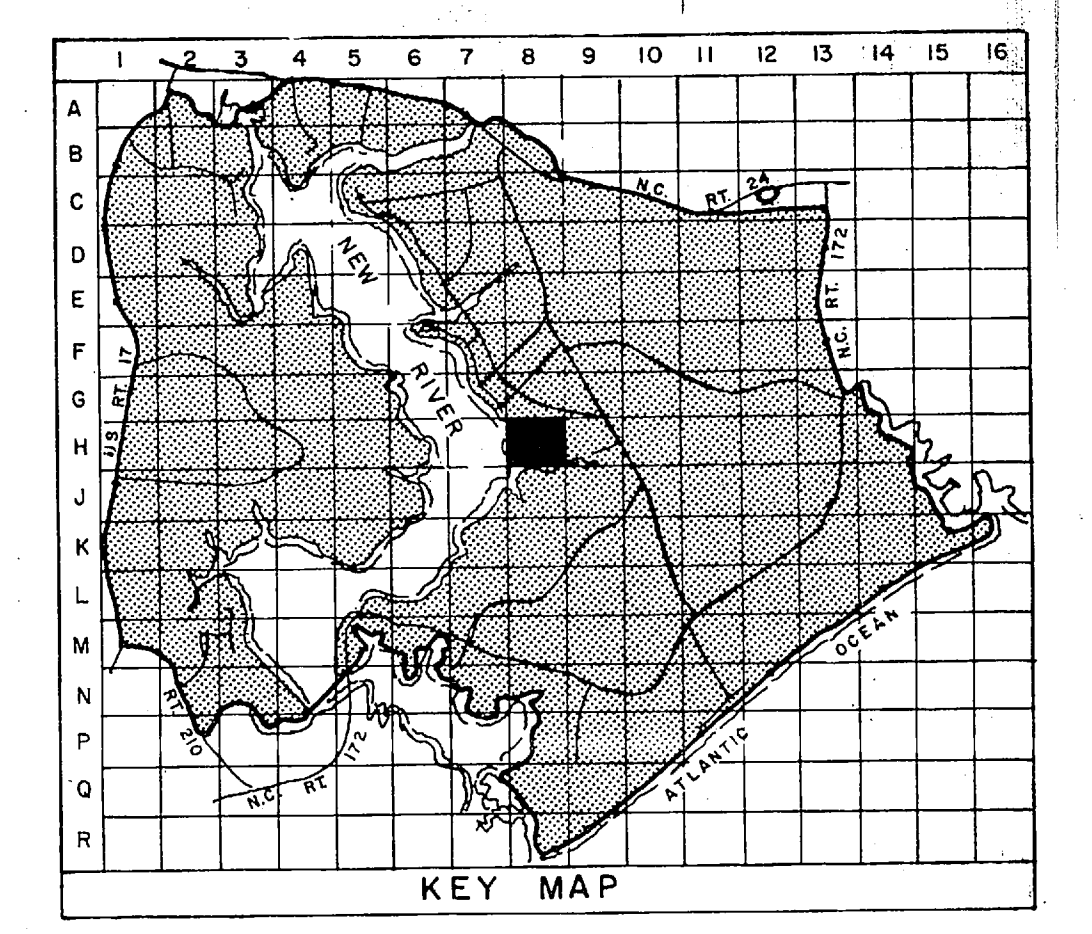 1 2 3 4 5 6 7 8 9 10 11 12 13 14 15 16
A
B
C
D
E
F
G
H
J
K
L
M
N
P
Q
R
N.C. RT. 24
N.C. RT. 172
NEW
RIVER
US RT. 17
RT. 210
N.C. RT. 172
ATLANTIC OCEAN
KEY MAP